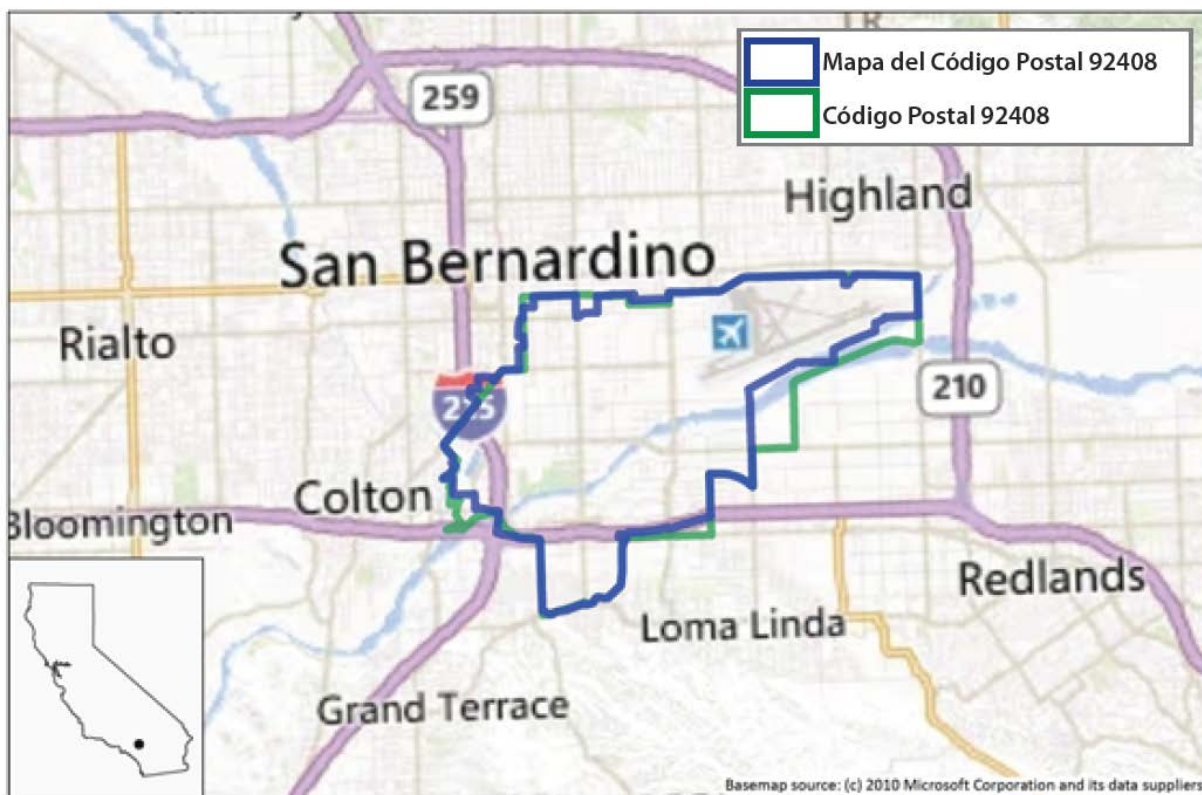 Mapa del Código Postal 92408
Código Postal 92408
259
Highland
San Bernardino
Rialto
215
210
Colton
Bloomington
Redlands
Loma Linda
Grand Terrace
Basemap source: (c) 2010 Microsoft Corporation and its data suppliers